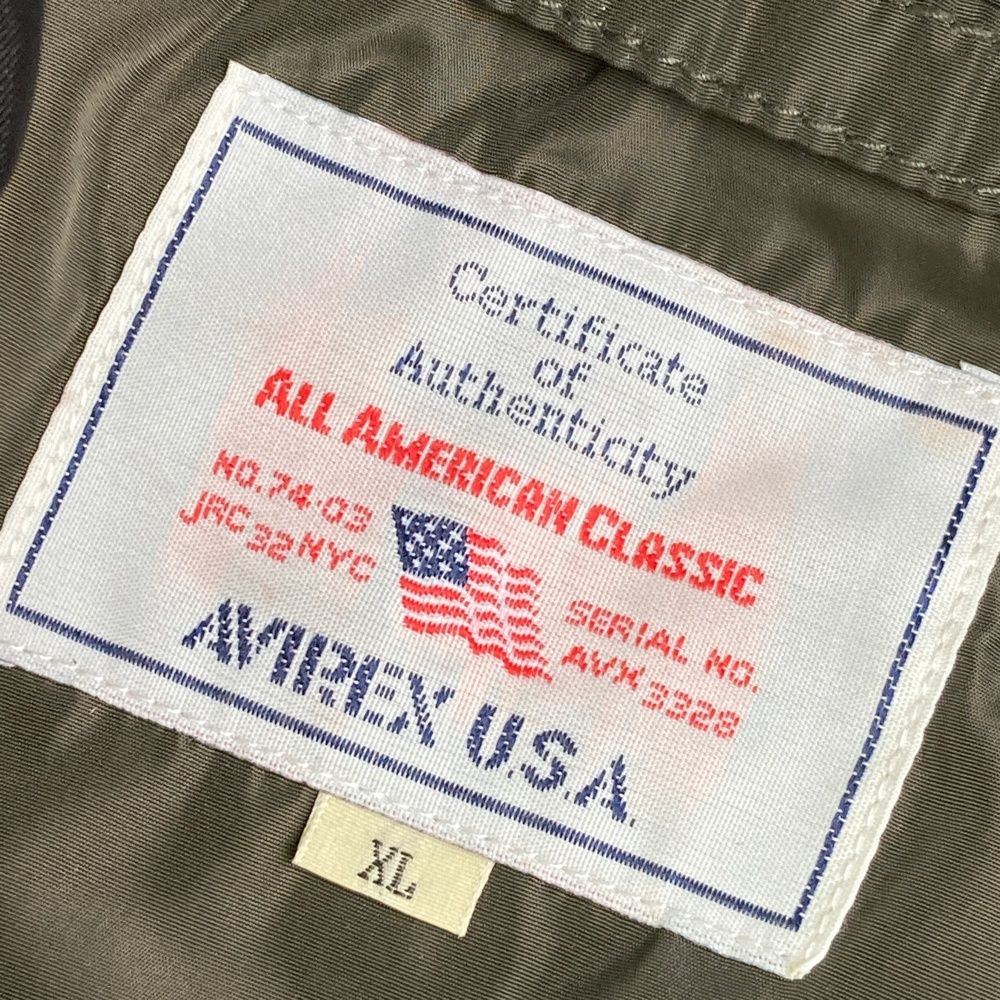 Certificate
of
Authenticity
ALL AMERICAN CLASSIC
NO.74-03
JRC 32 NYC
SERIAL NO.
AVX 3328
AVIREX U.S.A.
XL